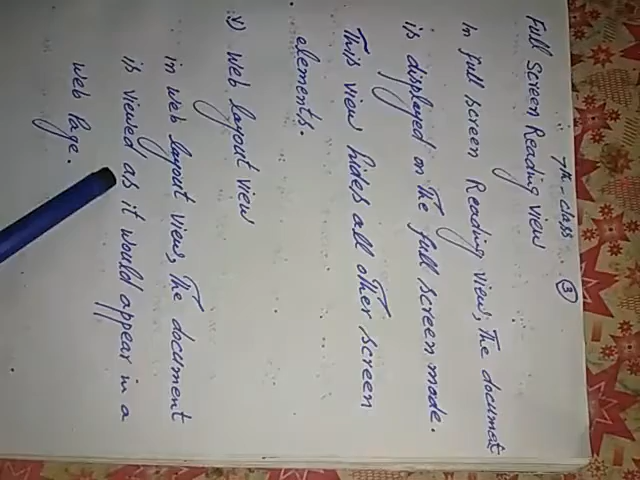 7th - class ③
Full Screen Reading view
In full screen Reading view, The documet
is displayed on The full screen mode.
This view hides all other screen
elements.
v) web layout view
in web layout view, The document
is viewed as it would appear in a
web Page.